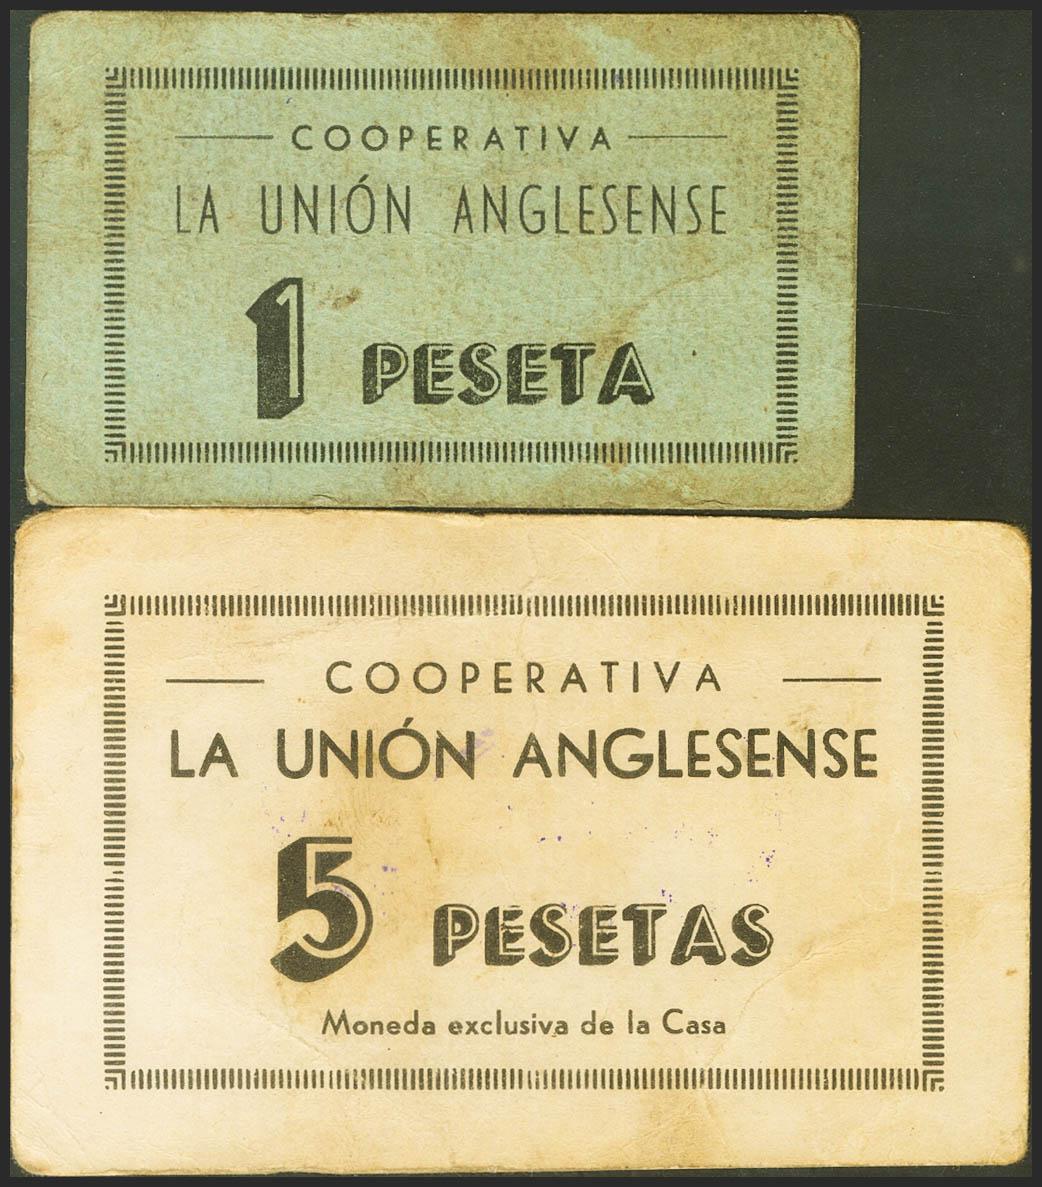 COOPERATIVA
LA UNIÓN ANGLESENSE
1 PESETA
COOPERATIVA
LA UNIÓN ANGLESENSE
5 PESETAS
Moneda exclusiva de la Casa